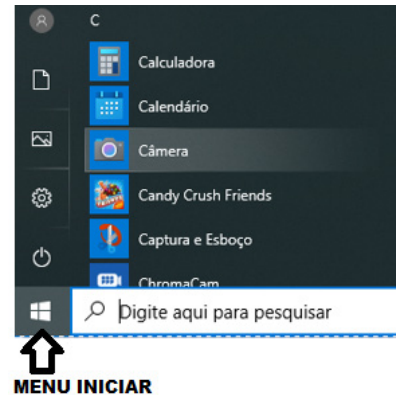 C
Calculadora
Calendário
Câmera
Candy Crush Friends
Captura e Esboço
ChromaCam
Digite aqui para pesquisar
MENU INICIAR